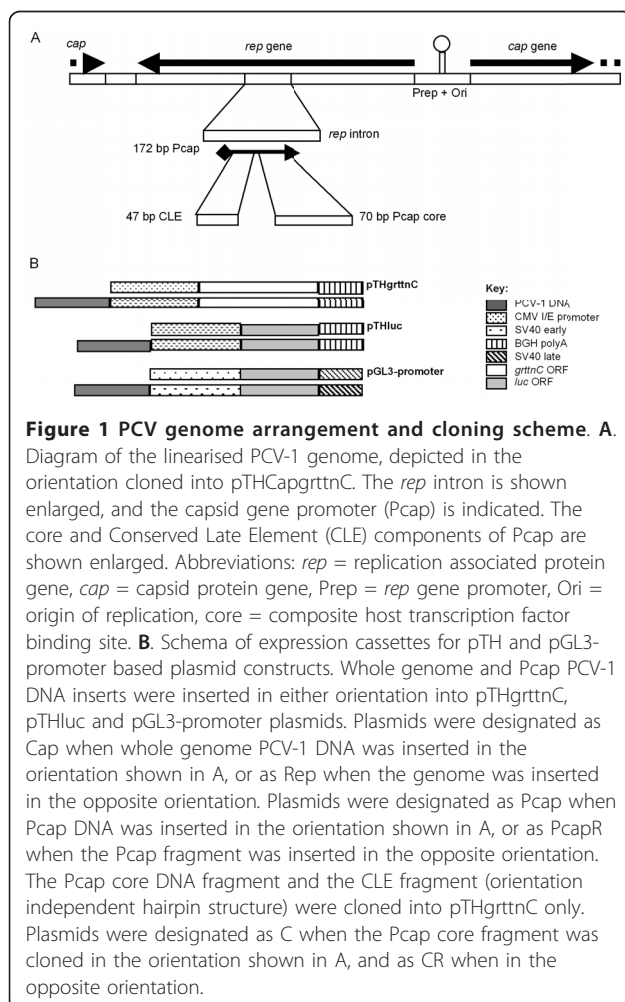 A
cap
rep gene
cap gene
Prep + Ori
rep intron
172 bp Pcap
47 bp CLE
70 bp Pcap core
B
pTHgrttnC
pTHluc
pGL3-promoter
Key:
PCV-1 DNA
CMV I/E promoter
SV40 early
BGH polyA
SV40 late
grttnC ORF
luc ORF
Figure 1 PCV genome arrangement and cloning scheme. A.
Diagram of the linearised PCV-1 genome, depicted in the
orientation cloned into pTHCapgrttnC. The rep intron is shown
enlarged, and the capsid gene promoter (Pcap) is indicated. The
core and Conserved Late Element (CLE) components of Pcap are
shown enlarged. Abbreviations: rep = replication associated protein
gene, cap = capsid protein gene, Prep = rep gene promoter, Ori =
origin of replication, core = composite host transcription factor
binding site. B. Schema of expression cassettes for pTH and pGL3-
promoter based plasmid constructs. Whole genome and Pcap PCV-1
DNA inserts were inserted in either orientation into pTHgrttnC,
pTHluc and pGL3-promoter plasmids. Plasmids were designated as
Cap when whole genome PCV-1 DNA was inserted in the
orientation shown in A, or as Rep when the genome was inserted
in the opposite orientation. Plasmids were designated as Pcap when
Pcap DNA was inserted in the orientation shown in A, or as PcapR
when the Pcap fragment was inserted in the opposite orientation.
The Pcap core DNA fragment and the CLE fragment (orientation
independent hairpin structure) were cloned into pTHgrttnC only.
Plasmids were designated as C when the Pcap core fragment was
cloned in the orientation shown in A, and as CR when in the
opposite orientation.